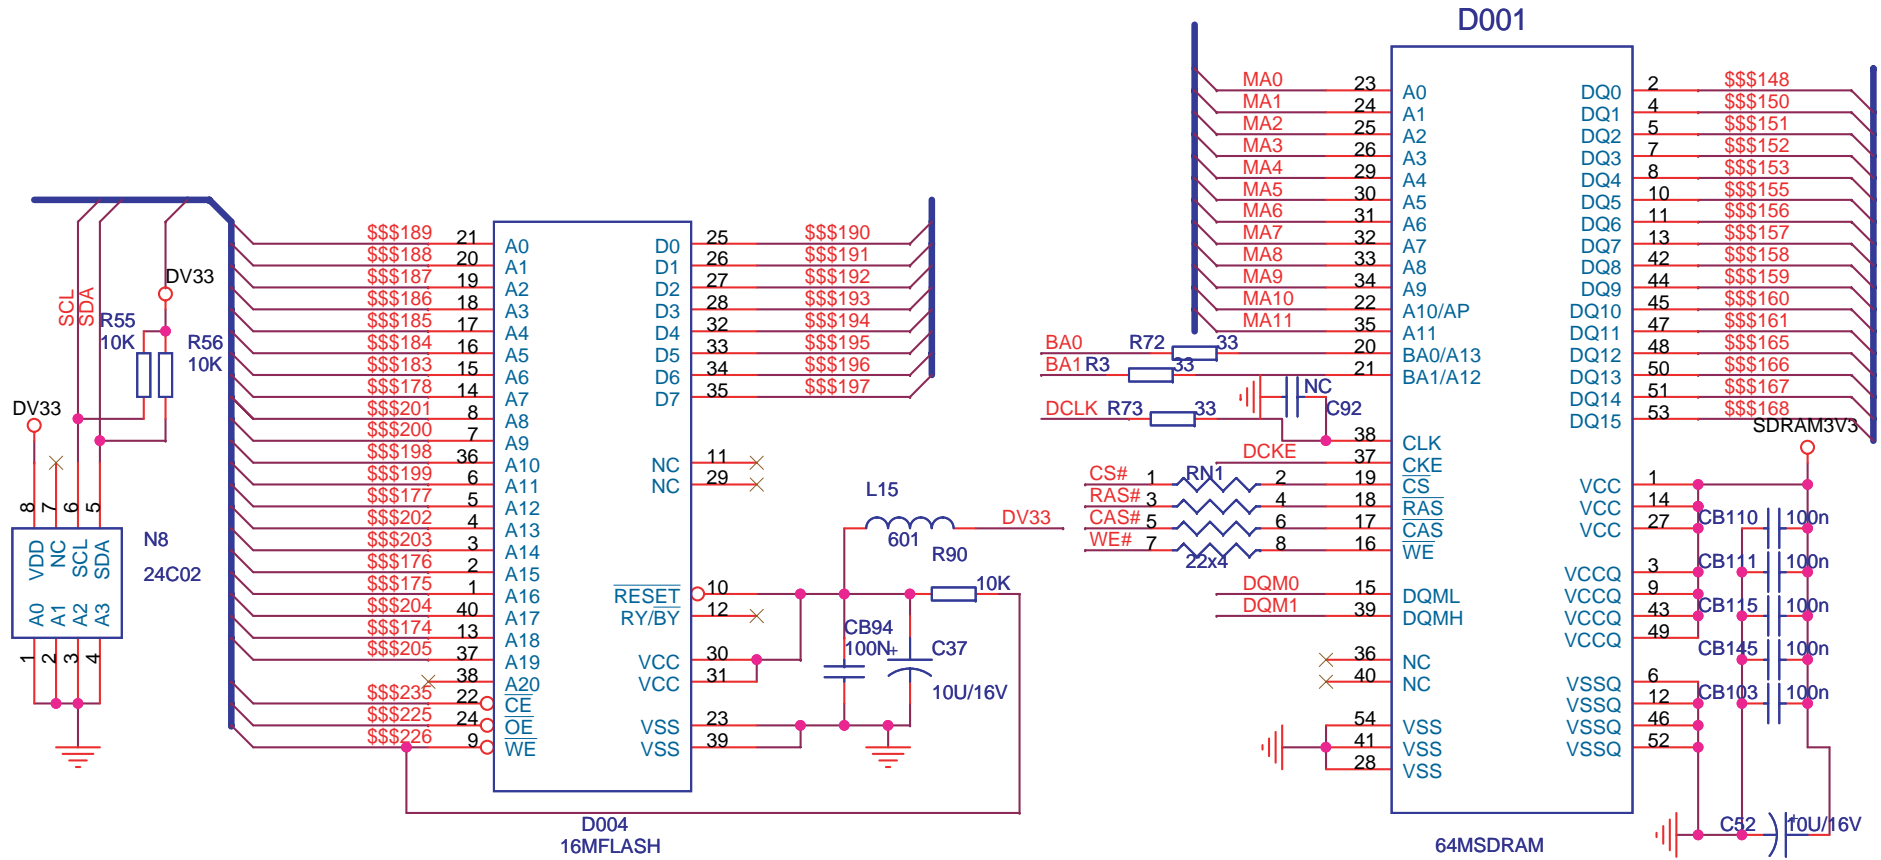 D001
MA0 23 A0 DQ0 2 $$$148
MA1 24 A1 DQ1 4 $$$150
MA2 25 A2 DQ2 5 $$$151
MA3 26 A3 DQ3 7 $$$152
MA4 29 A4 DQ4 8 $$$153
MA5 30 A5 DQ5 10 $$$155
MA6 31 A6 DQ6 11 $$$156
MA7 32 A7 DQ7 13 $$$157
MA8 33 A8 DQ8 42 $$$158
MA9 34 A9 DQ9 44 $$$159
MA10 22 A10/AP DQ10 45 $$$160
MA11 35 A11 DQ11 47 $$$161
BA0 R72 33 20 BA0/A13 DQ12 48 $$$165
BA1 R3 33 21 BA1/A12 DQ13 50 $$$166
NC DQ14 51 $$$167
DCLK R73 33 C92 DQ15 53 $$$168
SDRAM3V3
38 CLK
DCKE 37 CKE
CS# 1 RN1 2 19 CS VCC 1
RAS# 3 4 18 RAS VCC 14
CAS# 5 6 17 CAS VCC 27 CB110 100n
WE# 7 8 16 WE
22x4
VCCQ 3 CB111 100n
DQM0 15 DQML VCCQ 9
DQM1 39 DQMH VCCQ 43 CB115 100n
VCCQ 49
36 NC CB145 100n
40 NC VSSQ 6
VSSQ 12 CB103 100n
54 VSS VSSQ 46
41 VSS VSSQ 52
28 VSS
C52 10U/16V
64MSDRAM
$$$189 21 A0 D0 25 $$$190
$$$188 20 A1 D1 26 $$$191
$$$187 19 A2 D2 27 $$$192
$$$186 18 A3 D3 28 $$$193
$$$185 17 A4 D4 32 $$$194
$$$184 16 A5 D5 33 $$$195
$$$183 15 A6 D6 34 $$$196
$$$178 14 A7 D7 35 $$$197
$$$201 8 A8
$$$200 7 A9
$$$198 36 A10 NC 11
$$$199 6 A11 NC 29
$$$177 5 A12
$$$202 4 A13
$$$203 3 A14
$$$176 2 A15
$$$175 1 A16 RESET 10
$$$204 40 A17 RY/BY 12
$$$174 13 A18
$$$205 37 A19 VCC 30
38 A20 VCC 31
$$$235 22 CE
$$$225 24 OE VSS 23
$$$226 9 WE VSS 39
D004
16MFLASH
L15
601
DV33
R90
10K
CB94
100N
+
C37
10U/16V
DV33
SCL
SDA
R55
10K
R56
10K
DV33
8 7 6 5
VDD NC SCL SDA
A0 A1 A2 A3
1 2 3 4
N8
24C02